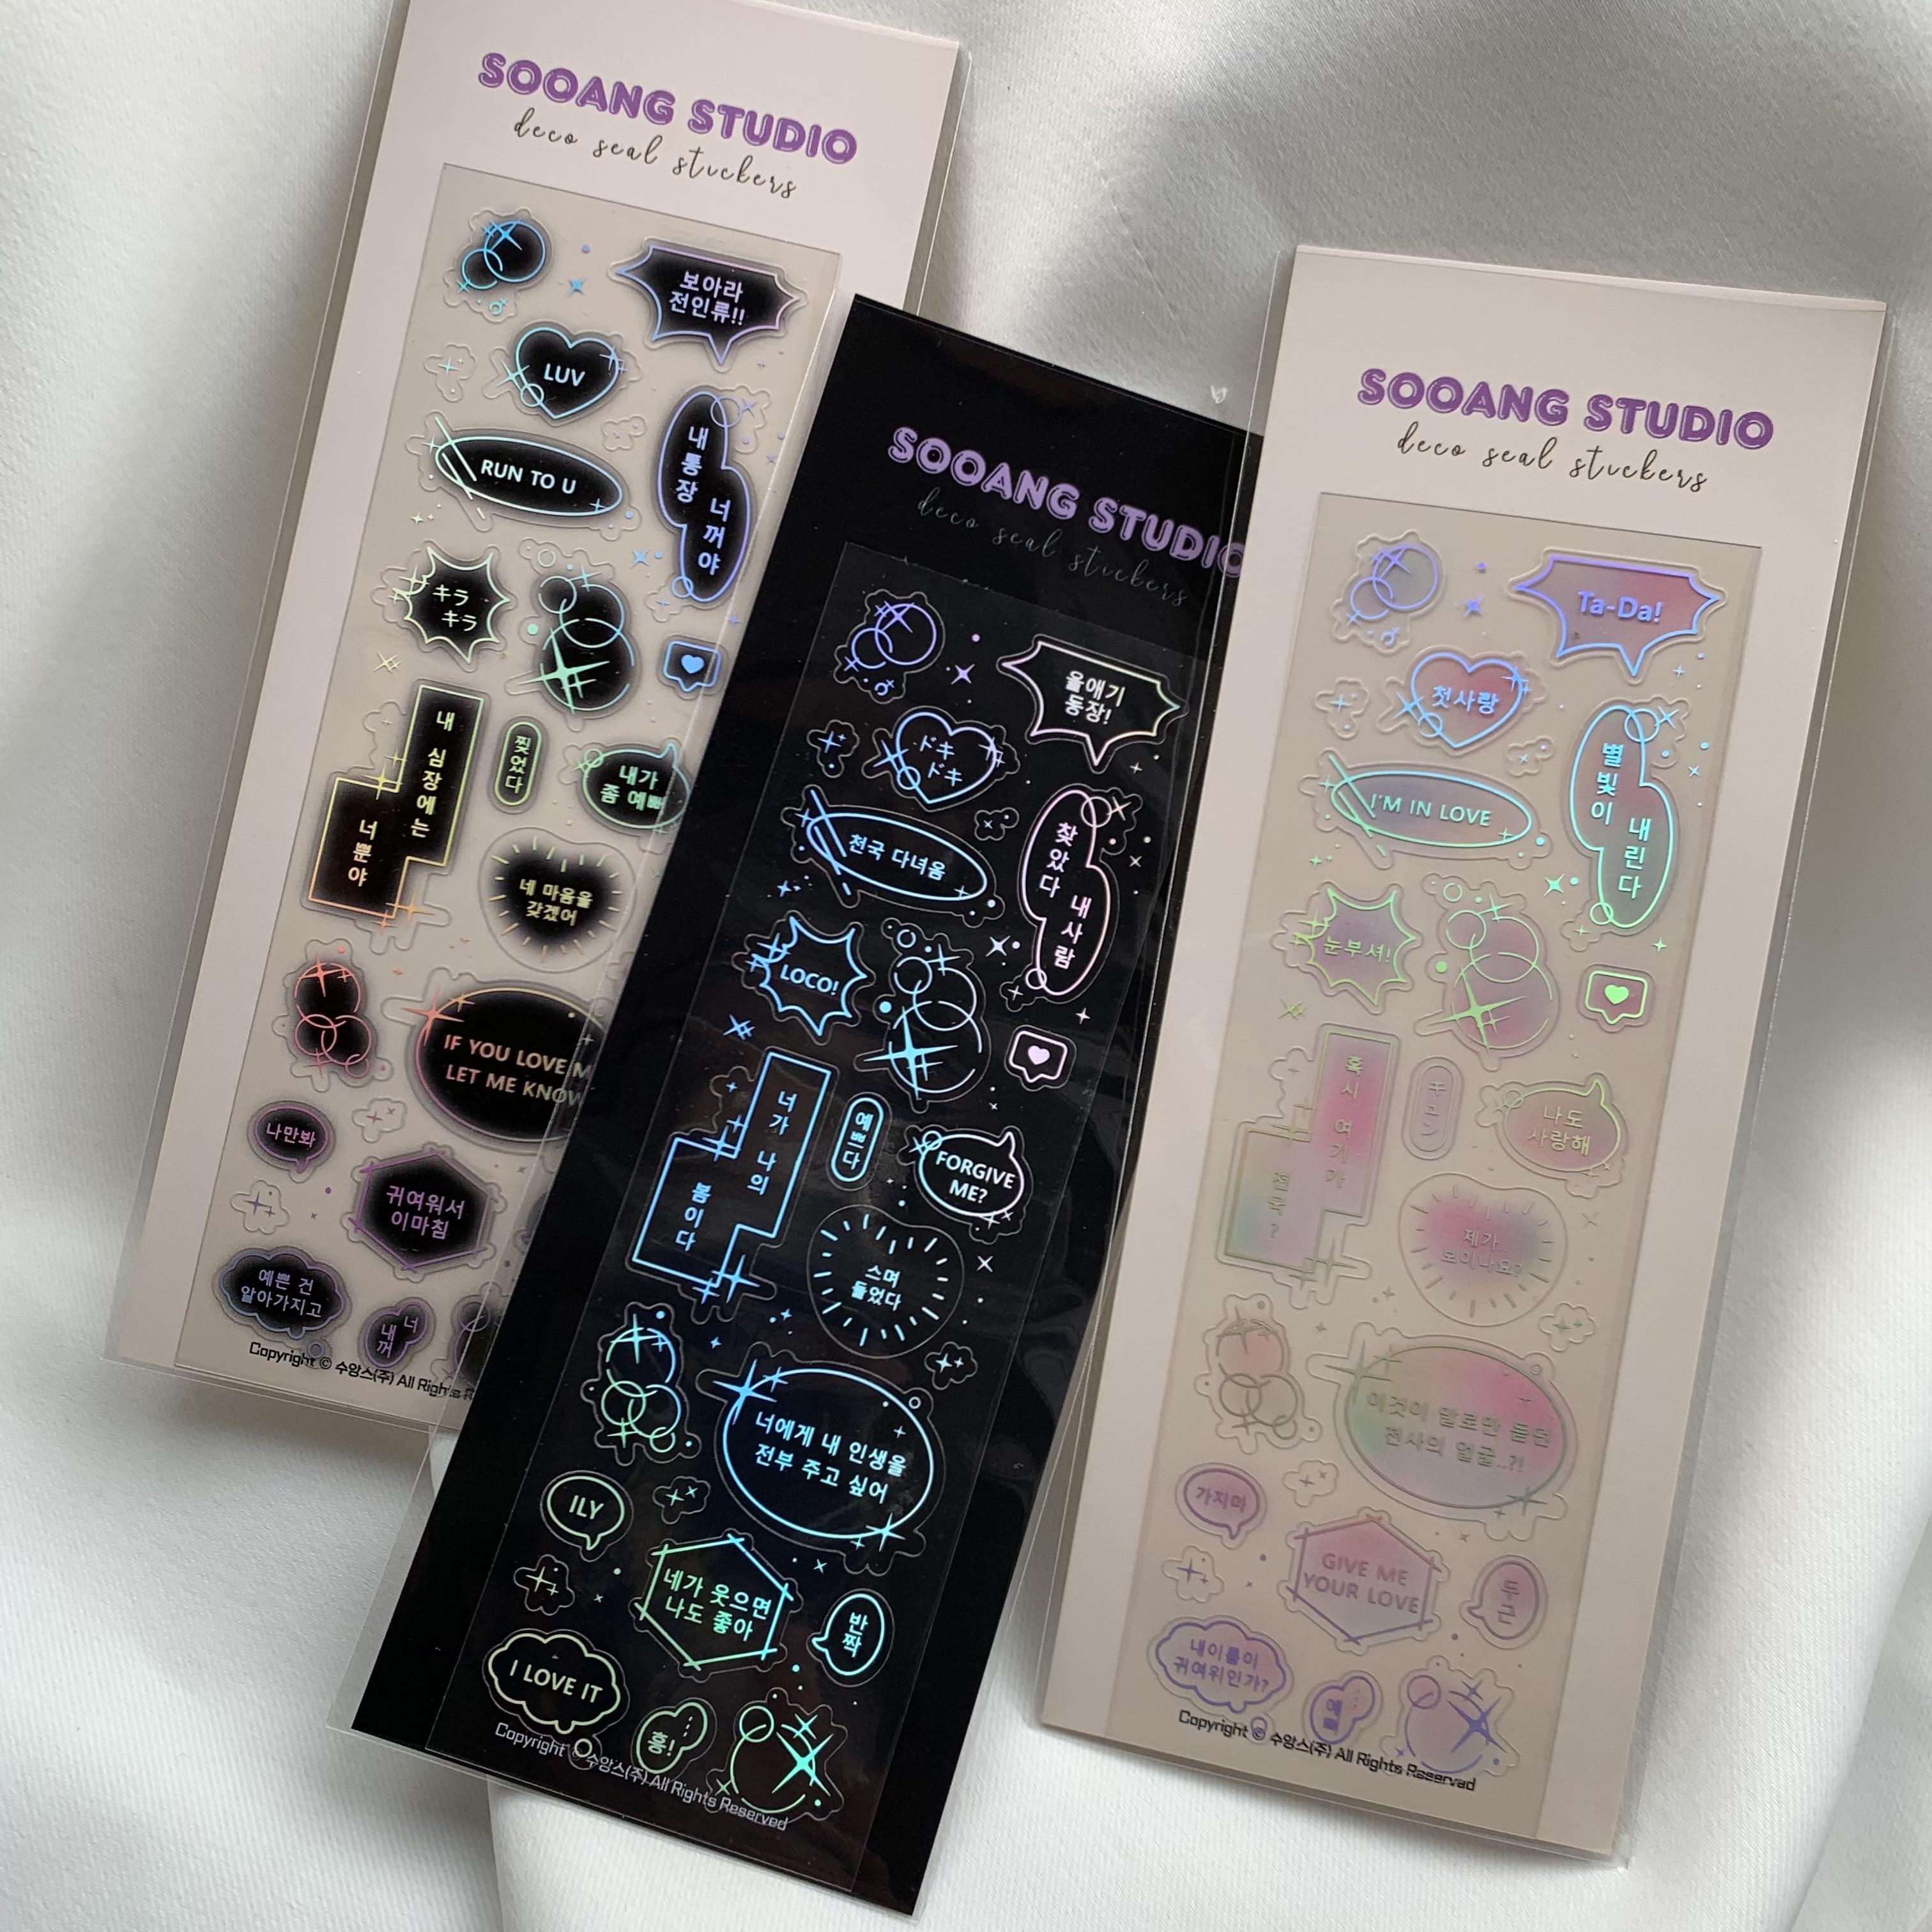 SOOANG STUDIO
deco seal stickers
보아라
전인류!!
LUV
RUN TO U
내통장
너꺼야
キラ
キラ
내 심장에는
너뿐야
찢었다
내가
좀 예뻐
네 마음을
갖겠어
IF YOU LOVE M
LET ME KNOW
나만봐
귀여워서
이마침
예쁜 건
알아가지고
너
내꺼
Copyright © 수앙스(주) All Rights
SOOANG STUDIO
deco seal stickers
울애기
등장!
ドキ
ドキ
천국 다녀옴
찾았다
내사람
LOCO!
너가 나의
봄이다
예쁘다
FORGIVE
ME?
스며
들었다
너에게 내 인생을
전부 주고 싶어
ILY
네가 웃으면
나도 좋아
반짝
I LOVE IT
흥!
Copyright © 수앙스(주) All Rights Reserved
SOOANG STUDIO
deco seal stickers
Ta-Da!
첫사랑
I'M IN LOVE
별빛이
내린다
눈부셔!
혹시 여기가
천국?
나도
사랑해
제가
보이나요?
이것이 말로만 듣던
천사의 얼굴..?!
가지마
GIVE ME
YOUR LOVE
두근
내이름이
귀여워인가?
예뻐
Copyright © 수앙스(주) All Rights Reserved